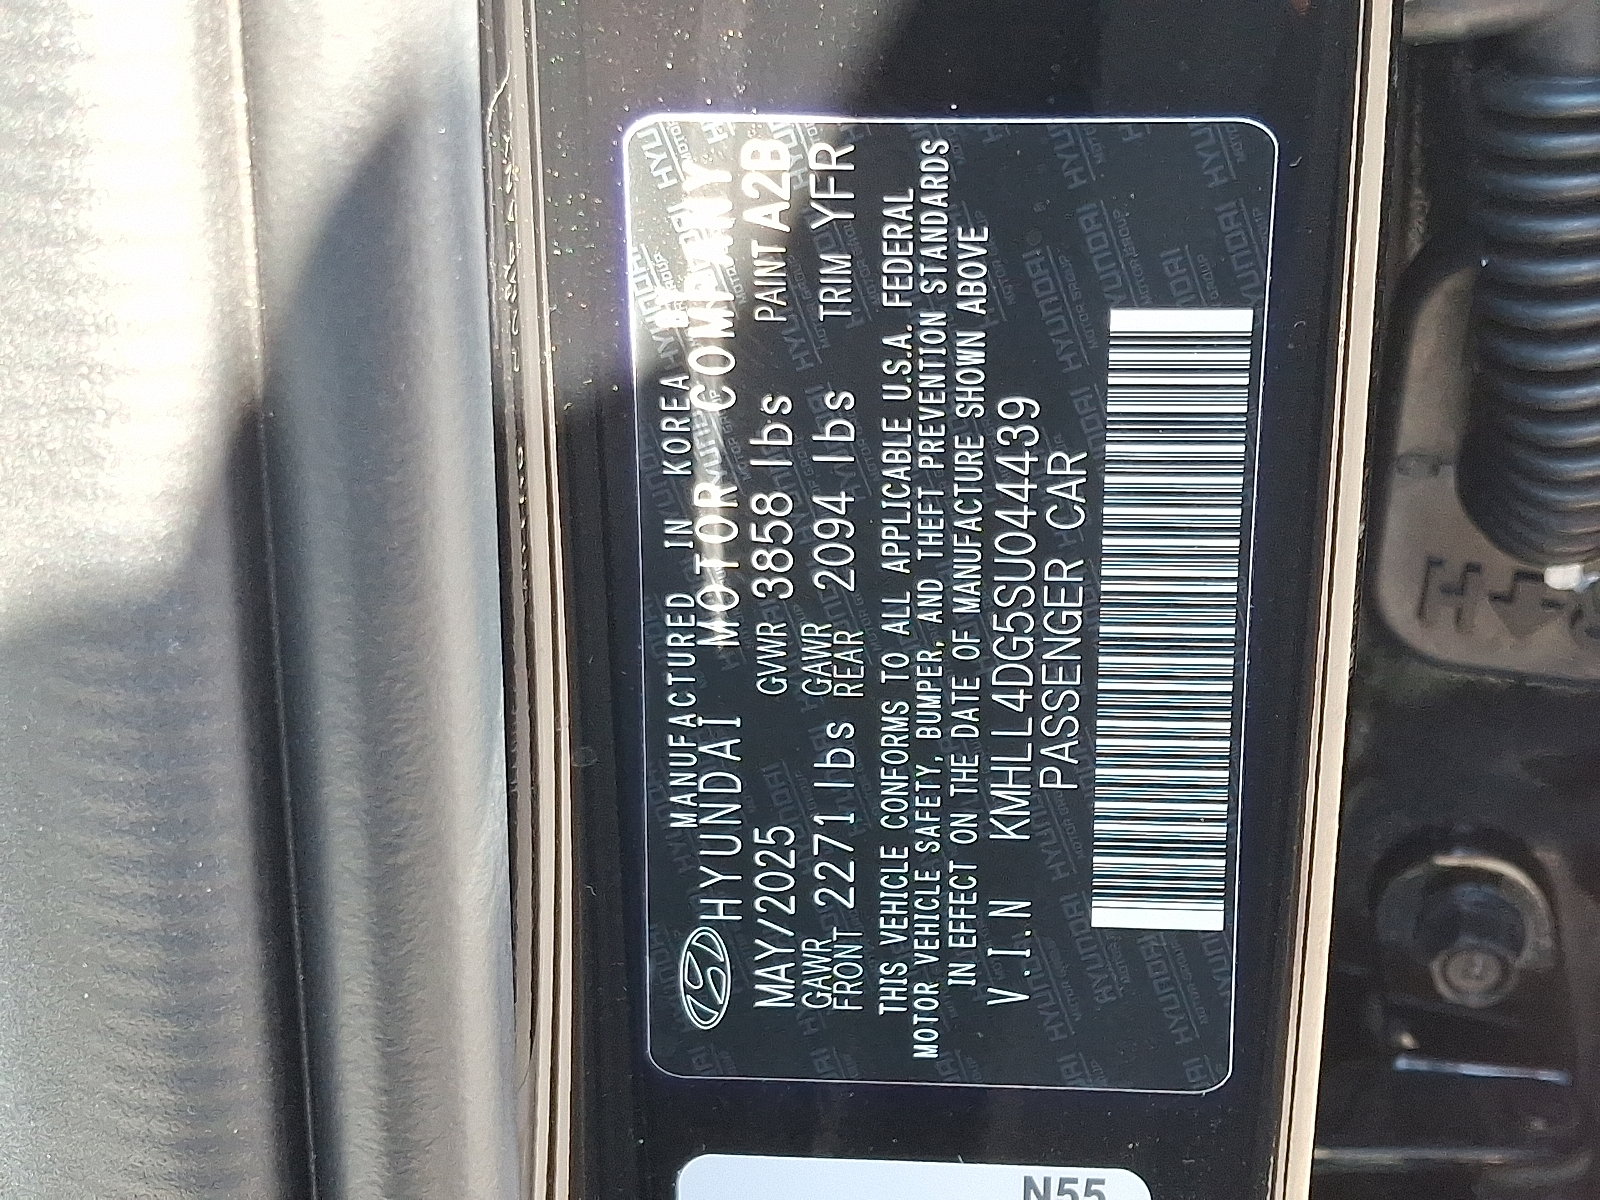 MANUFACTURED IN KOREA BY
HYUNDAI MOTOR COMPANY
MAY/2025 GVWR 3858 lbs PAINT A2B
GAWR FRONT 2271 lbs GAWR REAR 2094 lbs TRIM YFR
THIS VEHICLE CONFORMS TO ALL APPLICABLE U.S.A. FEDERAL
MOTOR VEHICLE SAFETY, BUMPER, AND THEFT PREVENTION STANDARDS
IN EFFECT ON THE DATE OF MANUFACTURE SHOWN ABOVE
V.I.N KMHLL4DG5SU044439
PASSENGER CAR
N55